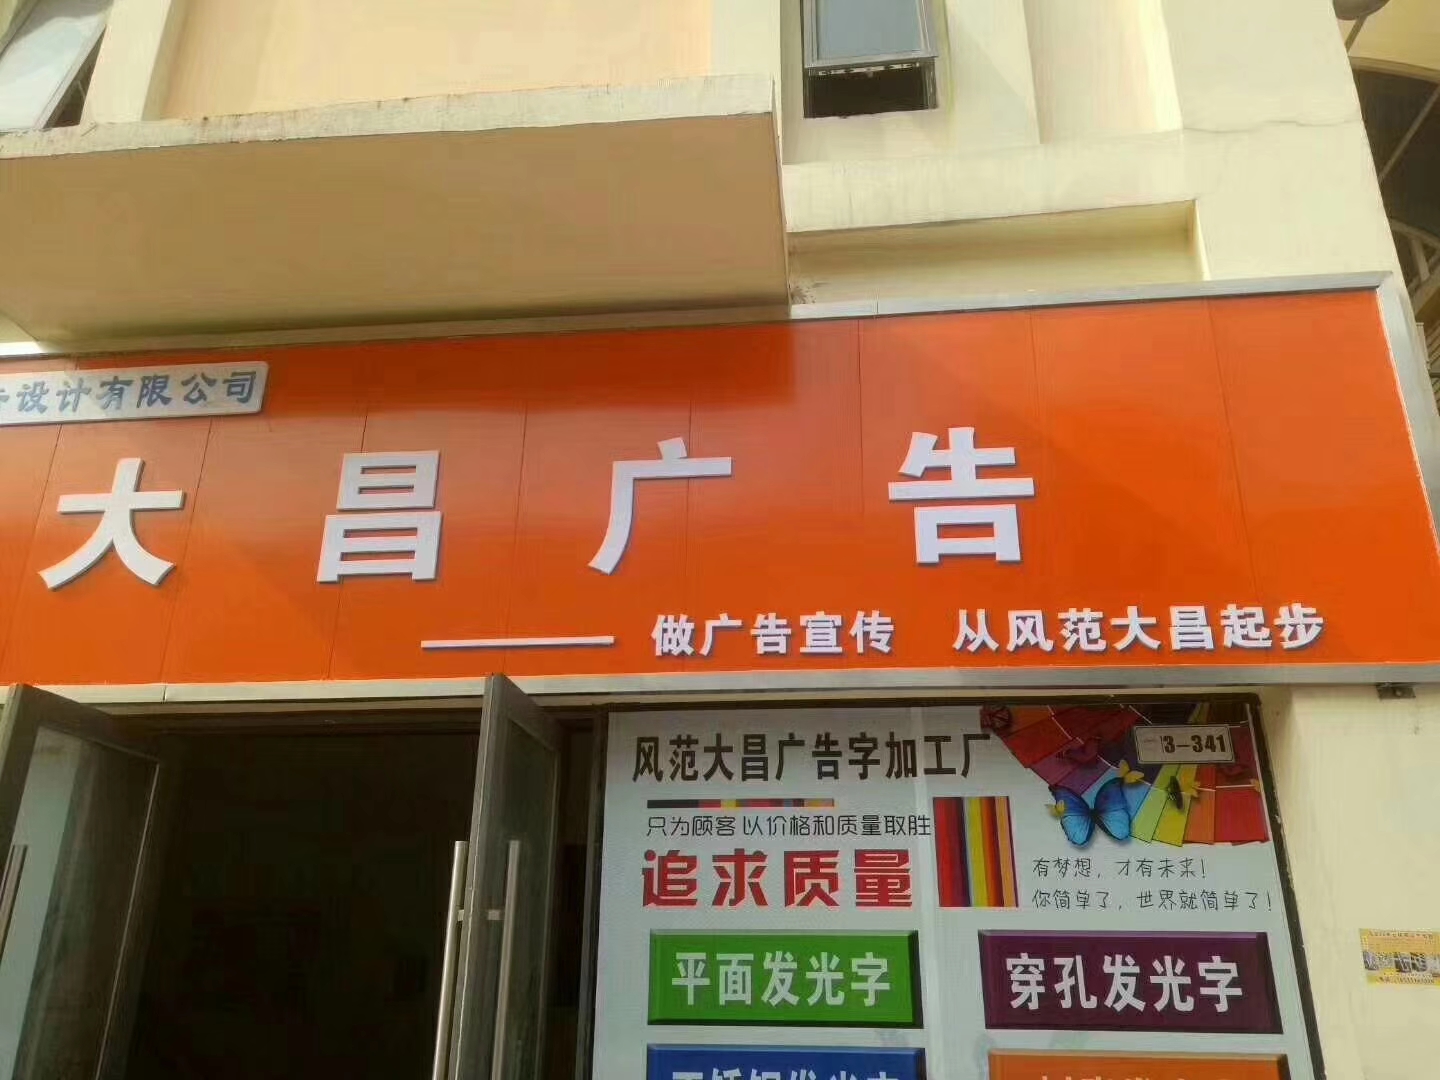 设计有限公司
大昌广告
做广告宣传 从风范大昌起步
风范大昌广告字加工厂
3-341
只为顾客 以价格和质量取胜
追求质量
有梦想，才有未来！
你简单了，世界就简单了！
平面发光字
穿孔发光字